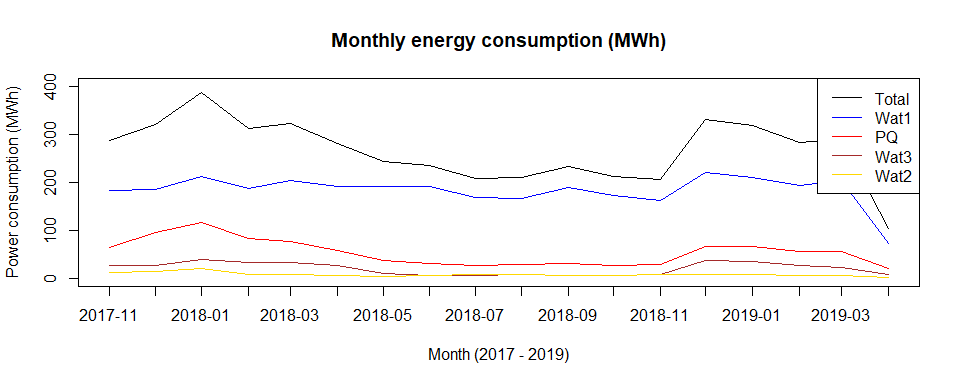 Monthly energy consumption (MWh)
Power consumption (MWh)
400
300
200
100
0
Total
Wat1
PQ
Wat3
Wat2
2017-11 2018-01 2018-03 2018-05 2018-07 2018-09 2018-11 2019-01 2019-03
Month (2017 - 2019)